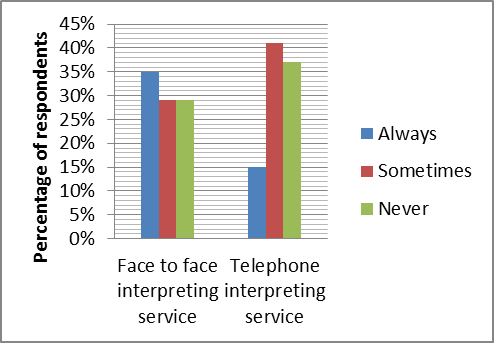 Percentage of respondents
45%
40%
35%
30%
25%
20%
15%
10%
5%
0%
Face to face
interpreting
service
Telephone
interpreting
service
Always
Sometimes
Never